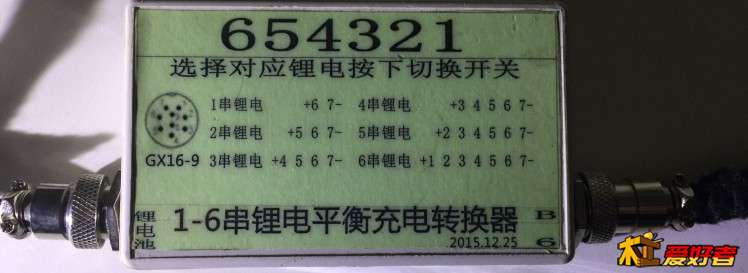 654321
选择对应锂电按下切换开关
1串锂电 +6 7- 4串锂电 +3 4 5 6 7-
2串锂电 +5 6 7- 5串锂电 +2 3 4 5 6 7-
GX16-9 3串锂电 +4 5 6 7- 6串锂电 +1 2 3 4 5 6 7-
锂电池 1-6串锂电平衡充电转换器 B6
2015.12.25
爱好者